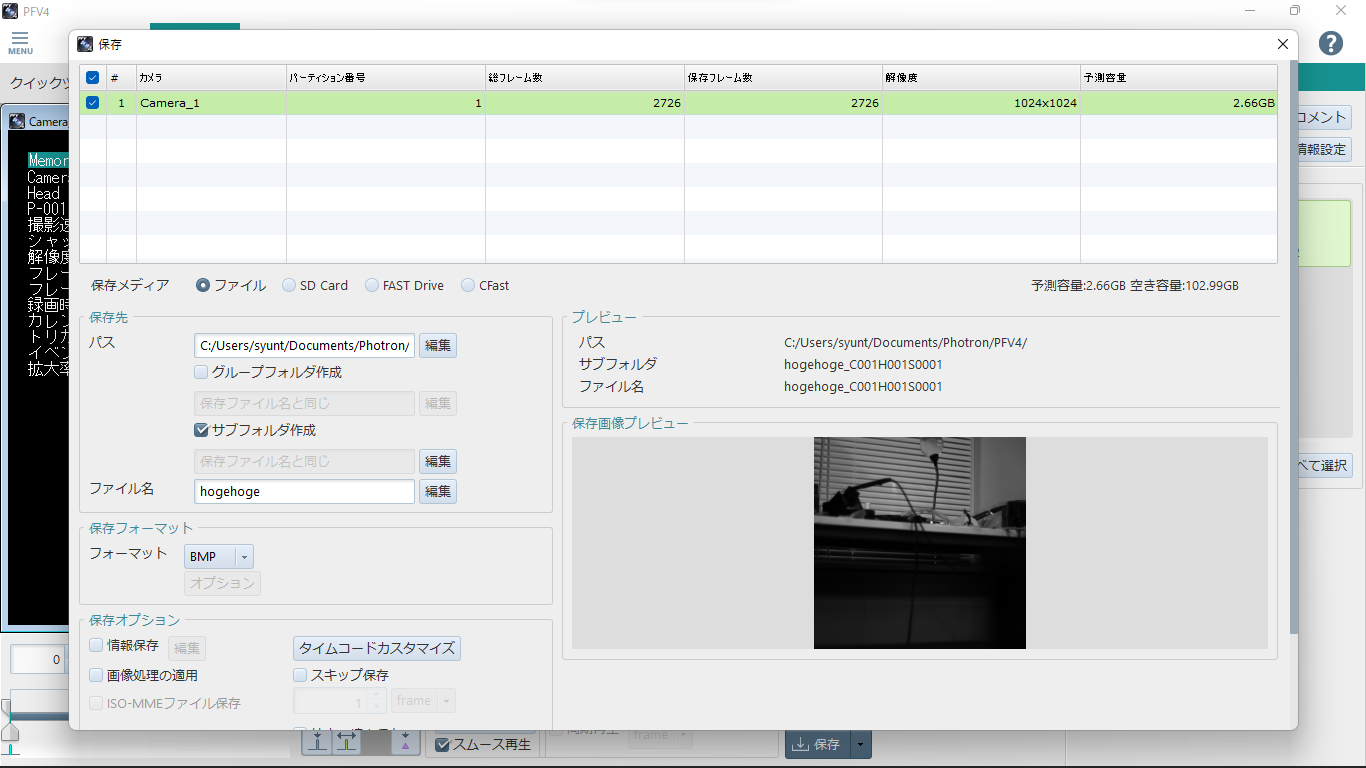 PFV4
MENU
保存
クイックツ
# カメラ パーティション番号 総フレーム数 保存フレーム数 解像度 予測容量
1 Camera_1 1 2726 2726 1024x1024 2.66GB
Camera
コメント
情報設定
Memor
Camera
Head
P-001
撮影速
シャッ
解像度
フレー
フレー
録画時
カレン
トリガ
イベン
拡大率
保存メディア ファイル SD Card FAST Drive CFast 予測容量:2.66GB 空き容量:102.99GB
保存先
パス C:/Users/syunt/Documents/Photron/ 編集
グループフォルダ作成
保存ファイル名と同じ 編集
サブフォルダ作成
保存ファイル名と同じ 編集
ファイル名 hogehoge 編集
プレビュー
パス C:/Users/syunt/Documents/Photron/PFV4/
サブフォルダ hogehoge_C001H001S0001
ファイル名 hogehoge_C001H001S0001
保存画像プレビュー
べて選択
保存フォーマット
フォーマット BMP
オプション
保存オプション
情報保存 編集 タイムコードカスタマイズ
画像処理の適用 スキップ保存
ISO-MMEファイル保存 1 frame
0
スムース再生 frame 保存